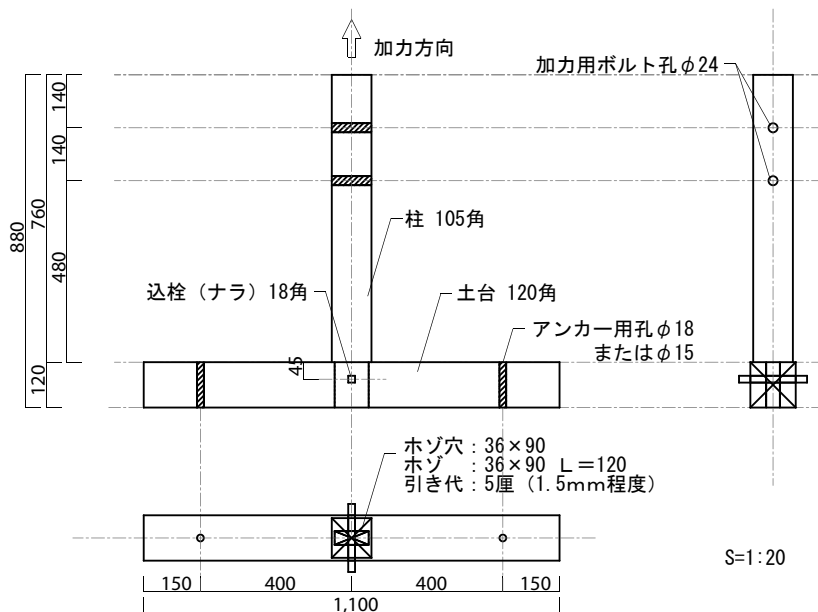 加力方向
加力用ボルト孔φ24
140
140
760
880
480
120
柱 105角
込栓（ナラ）18角
土台 120角
アンカー用孔φ18
またはφ15
45
ホゾ穴：36×90
ホゾ　：36×90 L＝120
引き代：5厘（1.5mm程度）
S=1:20
150
400
400
150
1,100